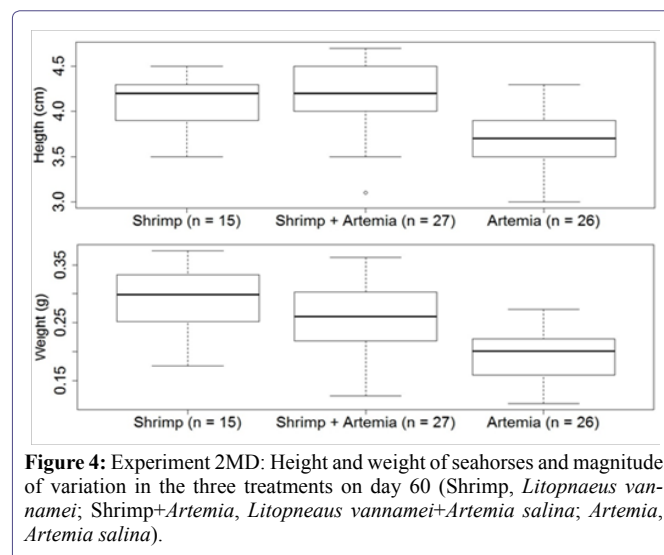 4.5
4.0
3.5
3.0
Heigth (cm)
Shrimp (n = 15) Shrimp + Artemia (n = 27) Artemia (n = 26)
0.35
0.25
0.15
Weight (g)
Shrimp (n = 15) Shrimp + Artemia (n = 27) Artemia (n = 26)
Figure 4: Experiment 2MD: Height and weight of seahorses and magnitude
of variation in the three treatments on day 60 (Shrimp, Litopnaeus van-
namei; Shrimp+Artemia, Litopneaus vannamei+Artemia salina; Artemia,
Artemia salina).